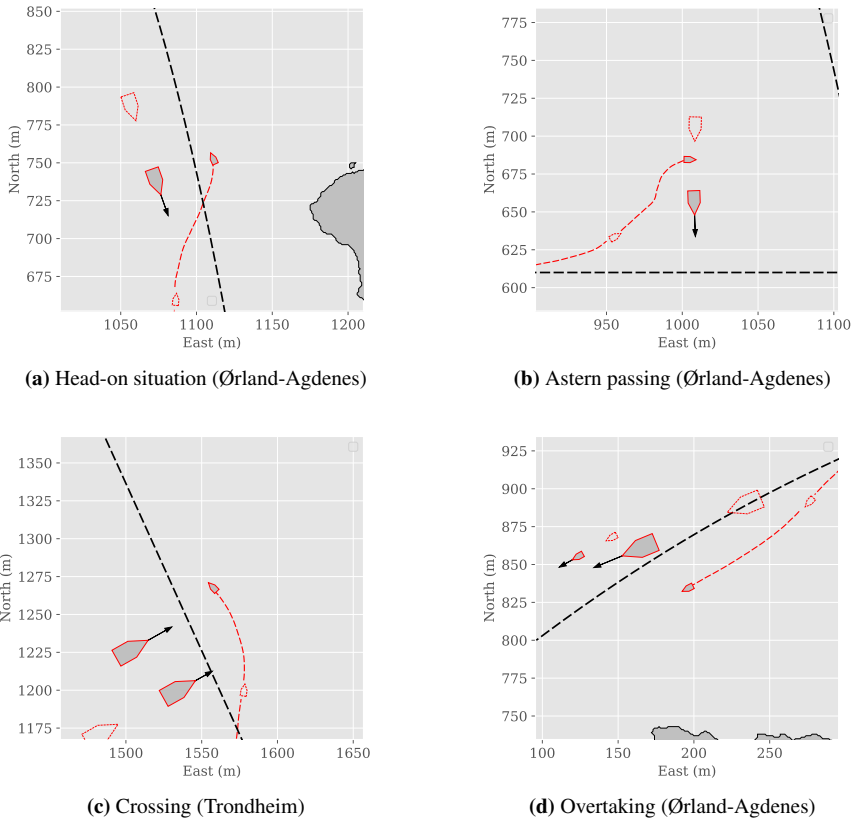 850
825
800
775
750
725
700
675
North (m)
1050 1100 1150 1200
East (m)
(a) Head-on situation (Ørland-Agdenes)
775
750
725
700
675
650
625
600
North (m)
950 1000 1050 1100
East (m)
(b) Astern passing (Ørland-Agdenes)
1350
1325
1300
1275
1250
1225
1200
1175
North (m)
1500 1550 1600 1650
East (m)
(c) Crossing (Trondheim)
925
900
875
850
825
800
775
750
North (m)
100 150 200 250
East (m)
(d) Overtaking (Ørland-Agdenes)